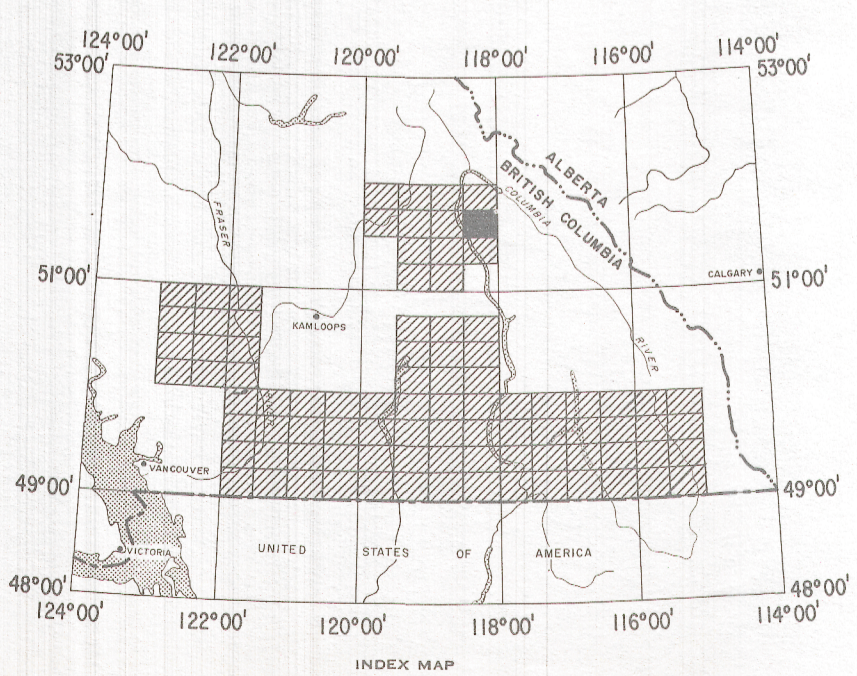 124°00' 122°00' 120°00' 118°00' 116°00' 114°00'
53°00' 53°00'
ALBERTA
BRITISH COLUMBIA
COLUMBIA
FRASER
51°00' CALGARY 51°00'
KAMLOOPS
RIVER
RIVER
VANCOUVER
49°00' 49°00'
VICTORIA UNITED STATES OF AMERICA
48°00' 48°00'
124°00' 122°00' 120°00' 118°00' 116°00' 114°00'
INDEX MAP